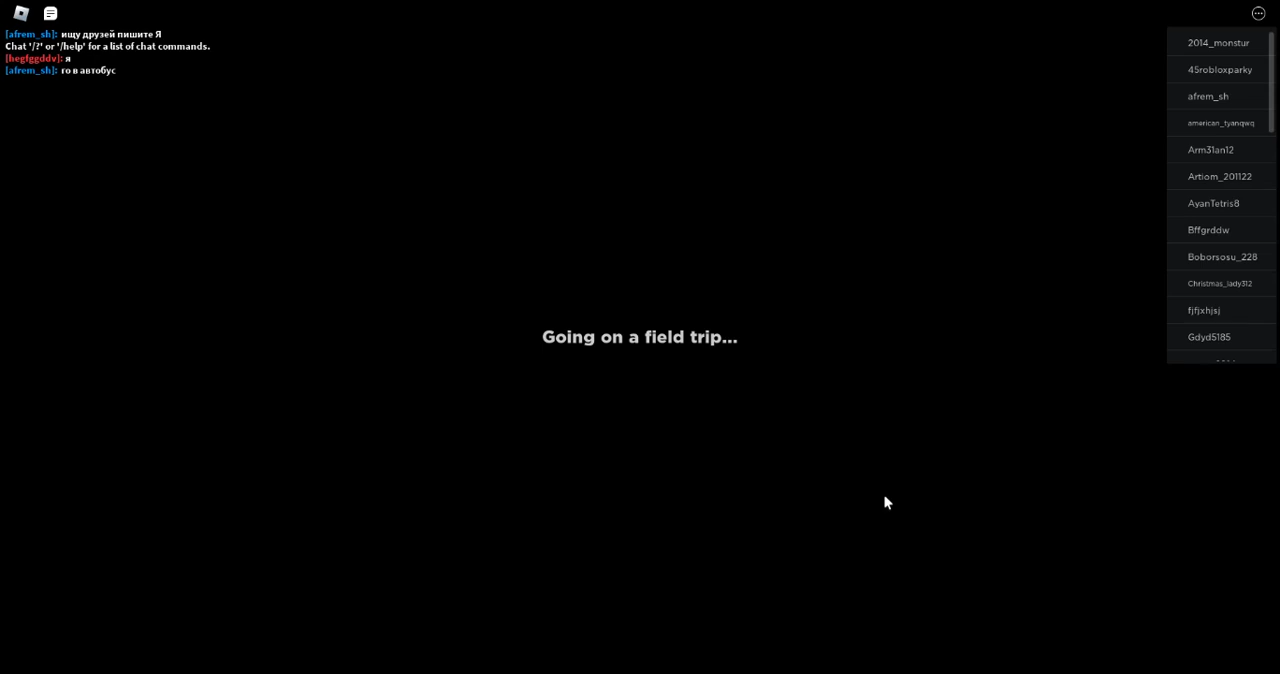 [afrem_sh]: ищу друзей пишите Я
Chat '/?' or '/help' for a list of chat commands.
[hegfggddv]: я
[afrem_sh]: го в автобус
2014_monstur
45robloxparky
afrem_sh
american_tyanqwq
Arm31an12
Artiom_201122
AyanTetris8
Bffgrddw
Boborsosu_228
Christmas_lady312
fjfjxhjsj
Gdyd5185
Going on a field trip...